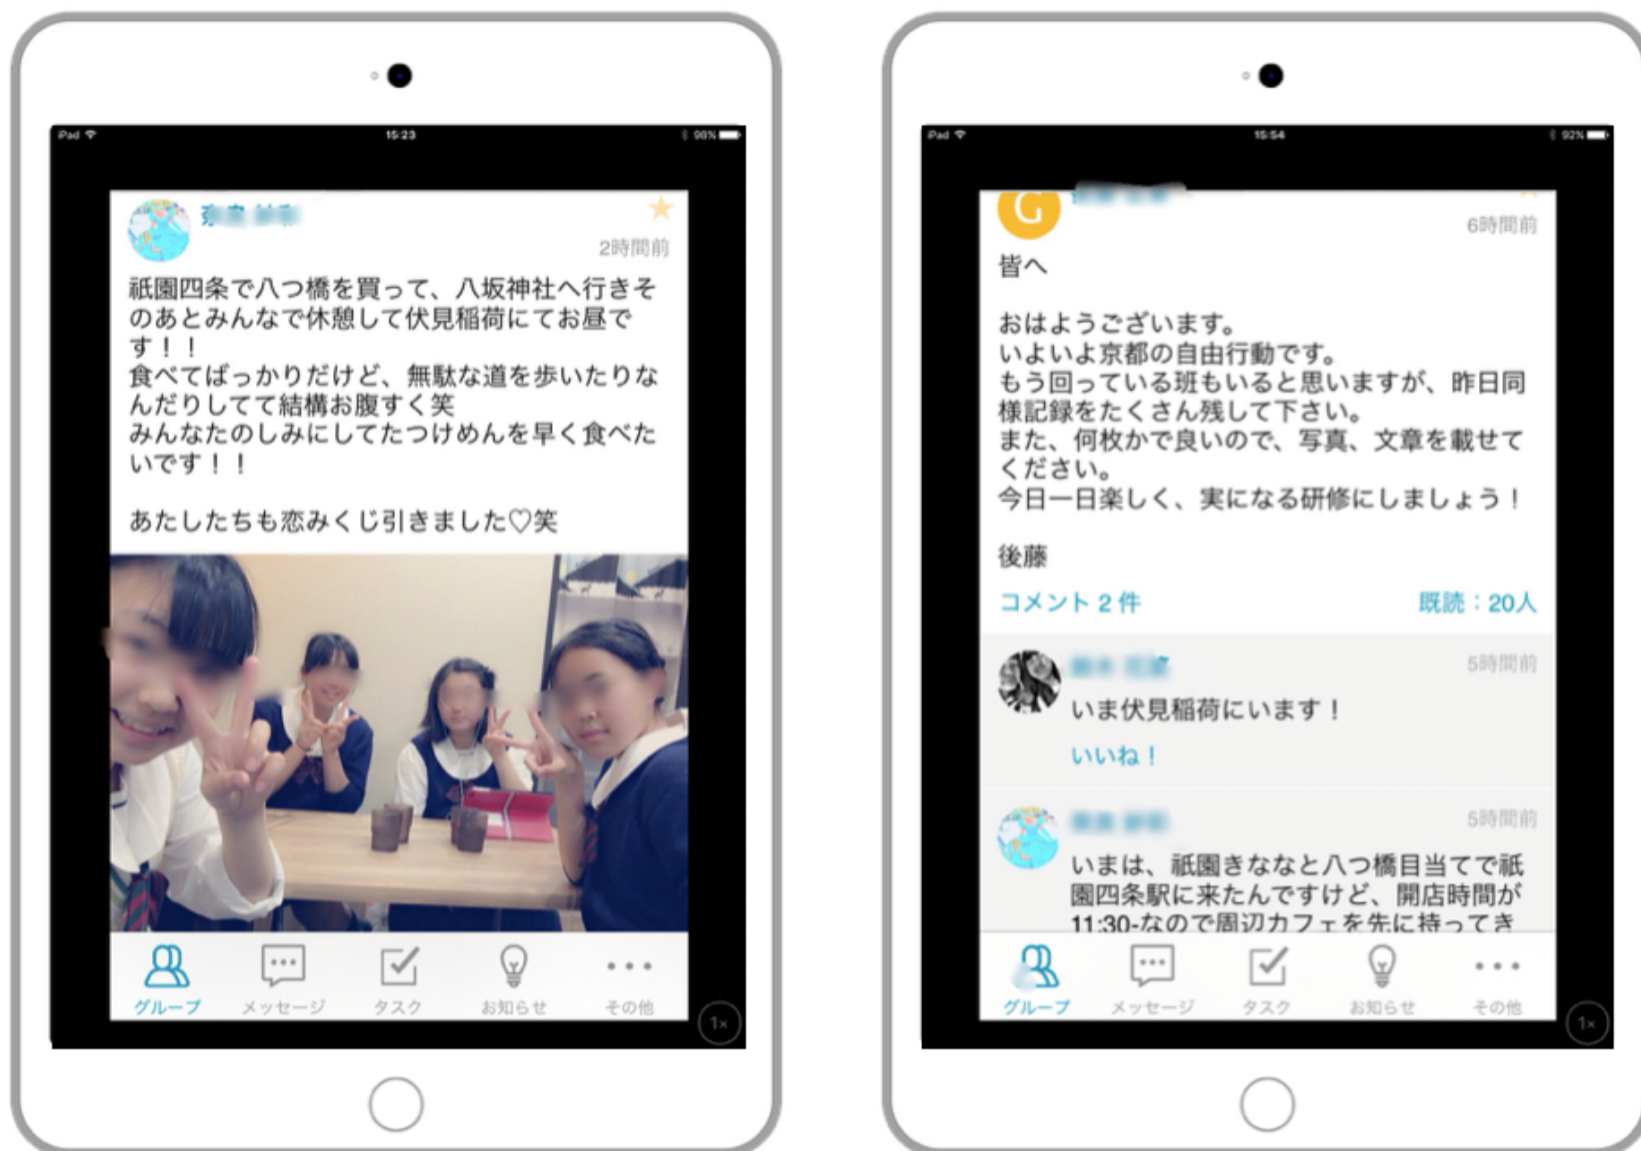 iPad
15:23
98%
2時間前
祇園四条で八つ橋を買って、八坂神社へ行きそ
のあとみんなで休憩して伏見稲荷にてお昼で
す！！
食べてばっかりだけど、無駄な道を歩いたりな
んだりしてて結構お腹すく笑
みんなたのしみにしてたつけめんを早く食べた
いです！！
あたしたちも恋みくじ引きました♡笑
グループ
メッセージ
タスク
お知らせ
その他
1×
iPad
15:54
92%
G
6時間前
皆へ
おはようございます。
いよいよ京都の自由行動です。
もう回っている班もいると思いますが、昨日同
様記録をたくさん残して下さい。
また、何枚かで良いので、写真、文章を載せて
ください。
今日一日楽しく、実になる研修にしましょう！
後藤
コメント 2 件
既読：20人
5時間前
いま伏見稲荷にいます！
いいね！
5時間前
いまは、祇園きななと八つ橋目当てで祇
園四条駅に来たんですけど、開店時間が
11:30-なので周辺カフェを先に持ってき
グループ
メッセージ
タスク
お知らせ
その他
1×